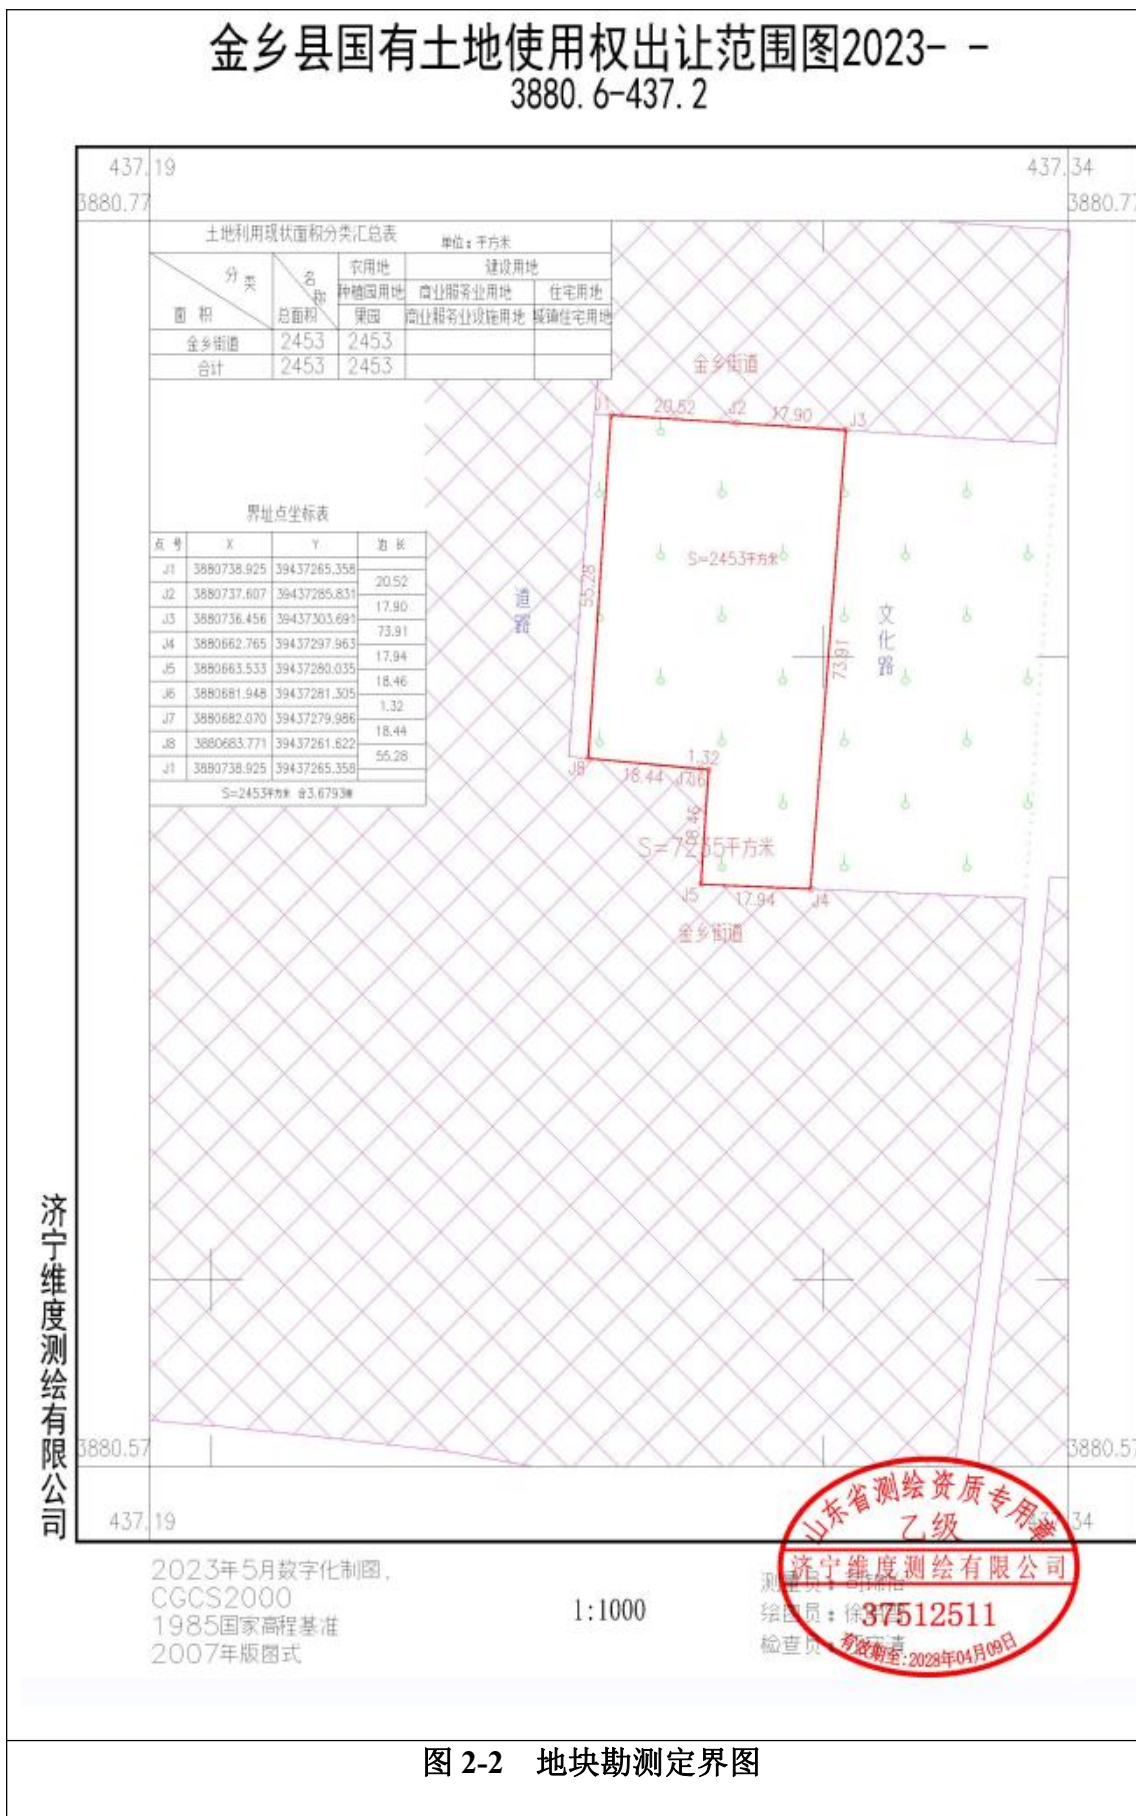 金乡县国有土地使用权出让范围图2023- -
3880.6-437.2
437.19
437.34
3880.77
3880.77
土地利用现状面积分类汇总表
单位：平方米
分类
面积
名称
总面积
农用地
建设用地
种植园用地
商业服务业用地
住宅用地
果园
商业服务业设施用地
城镇住宅用地
金乡街道 2453 2453
合计 2453 2453
金乡街道
J1 20.52 J2 17.90 J3
界址点坐标表
点号 X Y 边长
J1 3880738.925 39437265.358
20.52
J2 3880737.607 39437285.831
17.90
J3 3880736.456 39437303.691
73.91
J4 3880662.765 39437297.963
17.94
J5 3880663.533 39437280.035
18.46
J6 3880681.948 39437281.305
1.32
J7 3880682.070 39437279.986
18.44
J8 3880683.771 39437261.622
55.28
J1 3880738.925 39437265.358
S=2453平方米 合3.6793亩
S=2453平方米
道路
55.28
文化路
73.91
1.32
J8
18.44
18.46
S=7235平方米
J5 17.94 J4
金乡街道
济宁维度测绘有限公司
3880.57
3880.57
437.19
34
2023年5月数字化制图.
CGCS2000
1985国家高程基准
2007年版图式
1:1000
测量员：
绘图员：徐
检查员：
山东省测绘资质专用章
乙级
济宁维度测绘有限公司
37512511
有效期至:2028年04月09日
图 2-2 地块勘测定界图